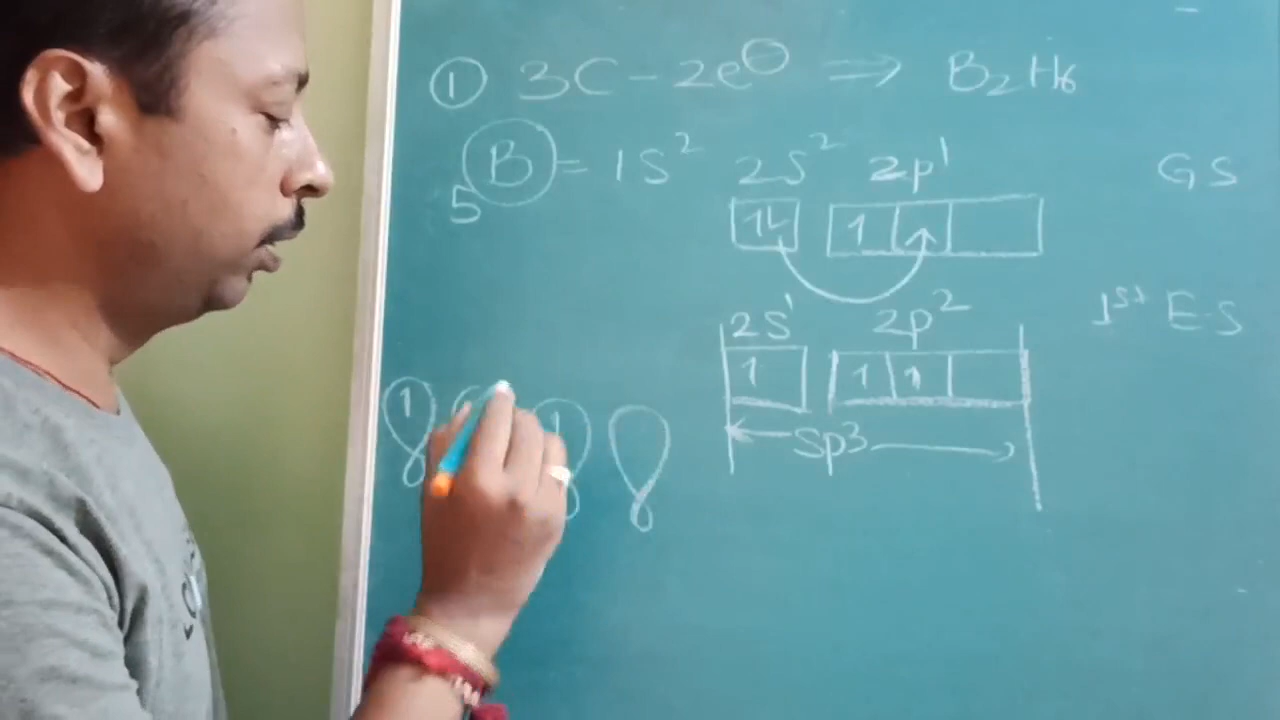 ① 3C-2e⊖ ⇒ B2H6
5B = 1S² 2S² 2p¹ GS
1L 1
2S¹ 2p² 1st E-S
1 1 1
1 1
sp³